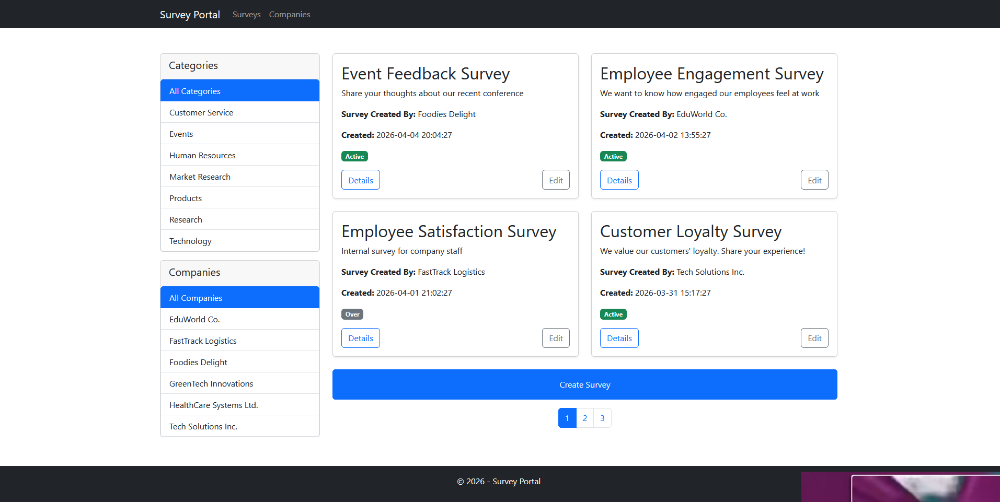 Survey Portal Surveys Companies
Categories
All Categories
Customer Service
Events
Human Resources
Market Research
Products
Research
Technology
Companies
All Companies
EduWorld Co.
FastTrack Logistics
Foodies Delight
GreenTech Innovations
HealthCare Systems Ltd.
Tech Solutions Inc.
Event Feedback Survey
Share your thoughts about our recent conference
Survey Created By: Foodies Delight
Created: 2026-04-04 20:04:27
Active
Details Edit
Employee Engagement Survey
We want to know how engaged our employees feel at work
Survey Created By: EduWorld Co.
Created: 2026-04-02 13:55:27
Active
Details Edit
Employee Satisfaction Survey
Internal survey for company staff
Survey Created By: FastTrack Logistics
Created: 2026-04-01 21:02:27
Over
Details Edit
Customer Loyalty Survey
We value our customers' loyalty. Share your experience!
Survey Created By: Tech Solutions Inc.
Created: 2026-03-31 15:17:27
Active
Details Edit
Create Survey
1 2 3
© 2026 - Survey Portal